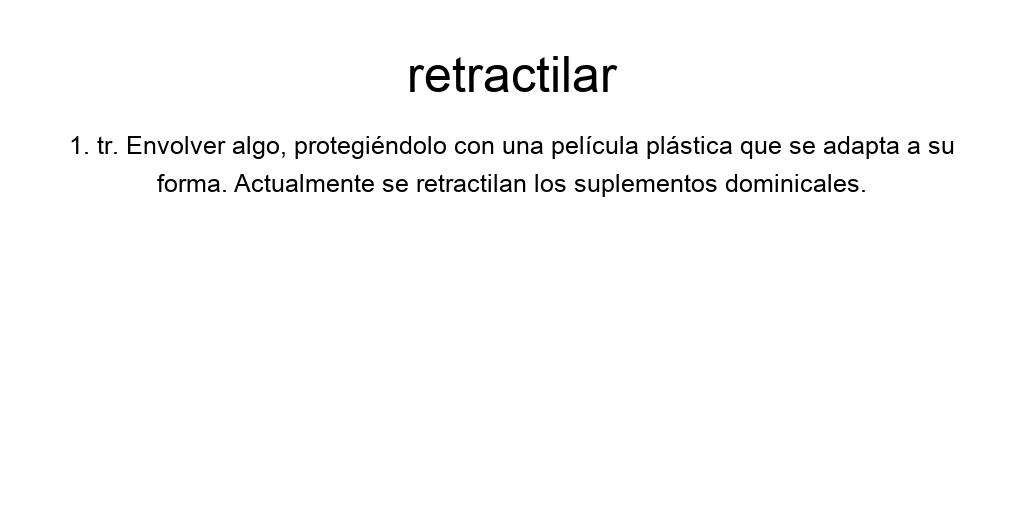 retractilar
1. tr. Envolver algo, protegiéndolo con una película plástica que se adapta a su
forma. Actualmente se retractilan los suplementos dominicales.